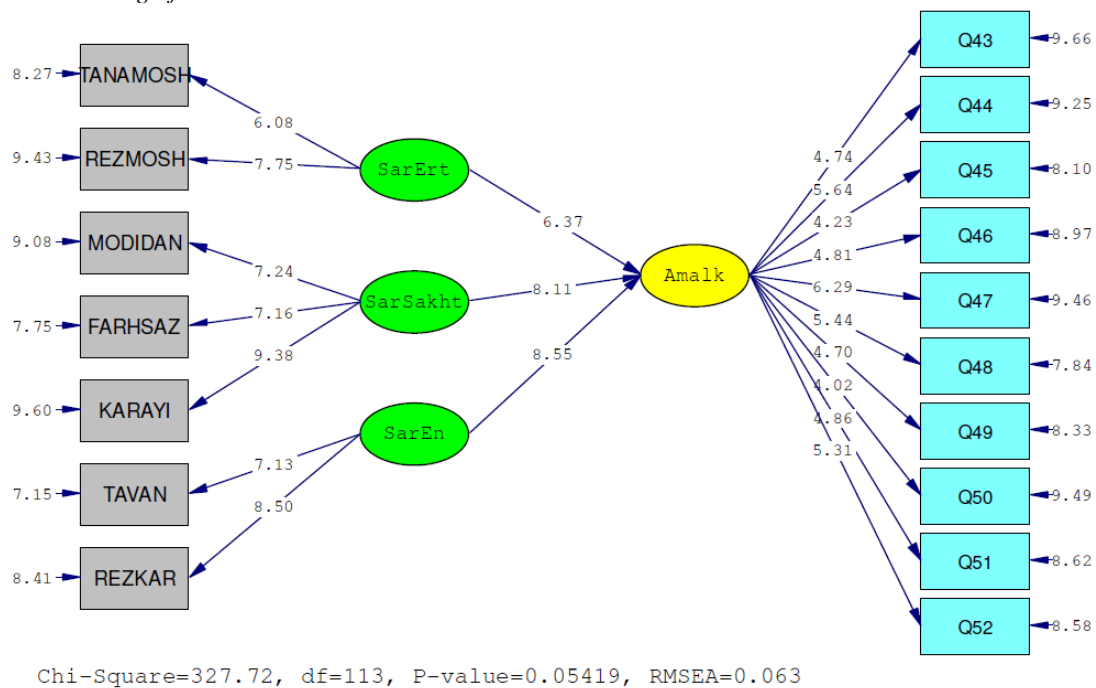 8.27 TANAMOSH
9.43 REZMOSH
9.08 MODIDAN
7.75 FARHSAZ
9.60 KARAYI
7.15 TAVAN
8.41 REZKAR
6.08
7.75
7.24
7.16
9.38
7.13
8.50
SarErt
SarSakht
SarEn
6.37
8.11
8.55
Amalk
4.74
5.64
4.23
4.81
6.29
5.44
4.70
4.02
4.86
5.31
Q43 9.66
Q44 9.25
Q45 8.10
Q46 8.97
Q47 9.46
Q48 7.84
Q49 8.33
Q50 9.49
Q51 8.62
Q52 8.58
Chi-Square=327.72, df=113, P-value=0.05419, RMSEA=0.063